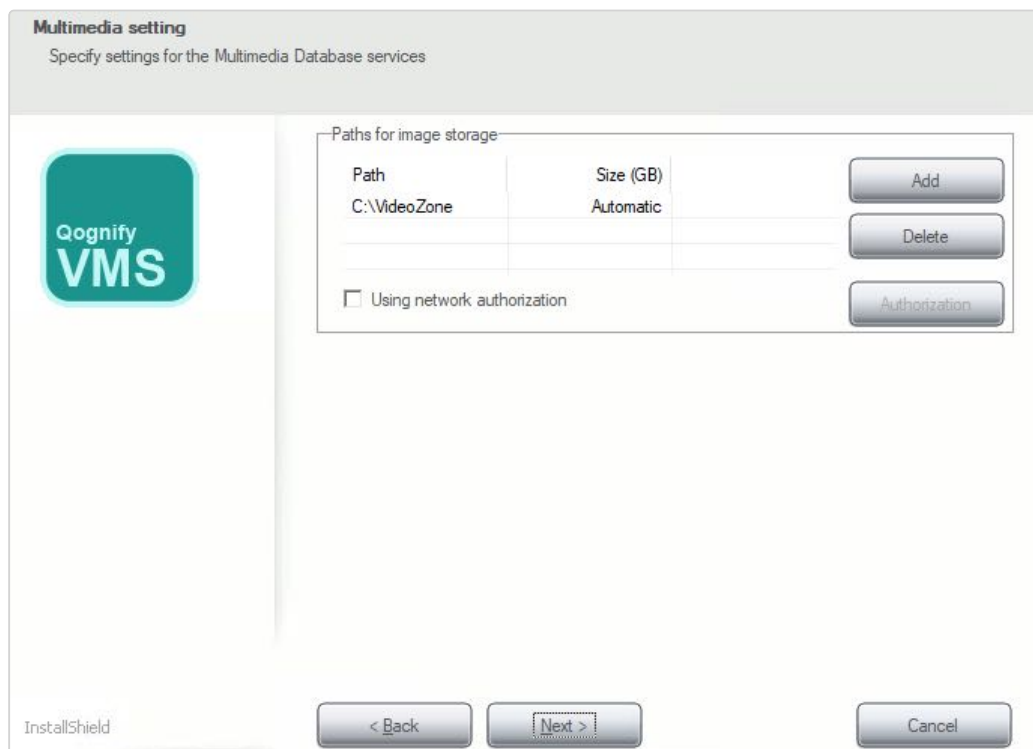 Multimedia setting
Specify settings for the Multimedia Database services
Qognify
VMS
Paths for image storage
Path Size (GB)
C:\VideoZone Automatic
Using network authorization
Add
Delete
Authorization
InstallShield
< Back
Next >
Cancel